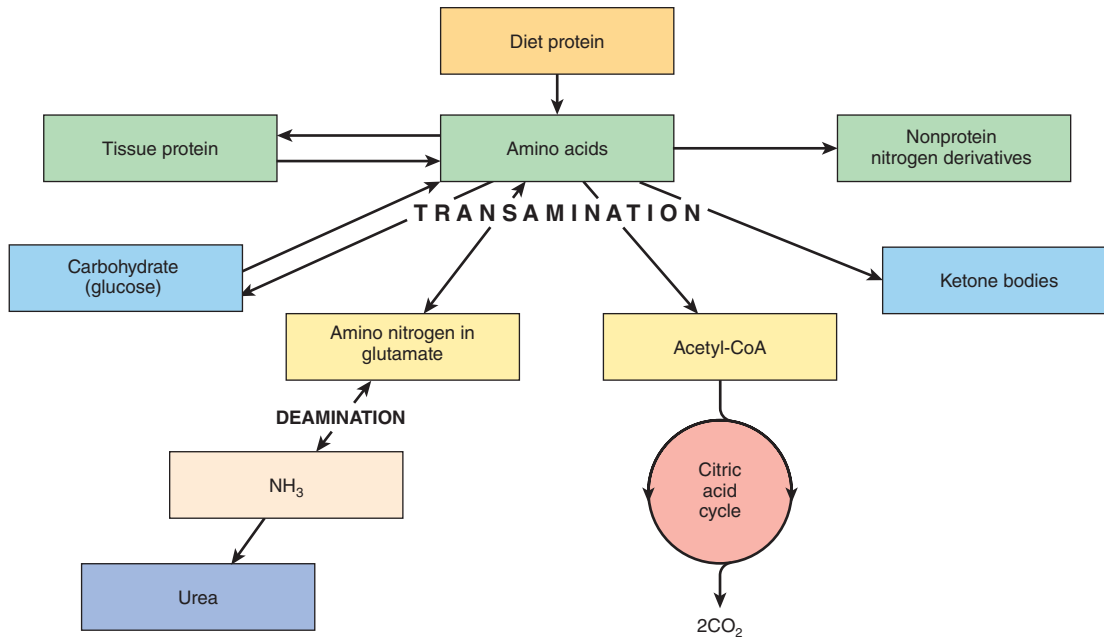 Diet protein
Tissue protein
Amino acids
Nonprotein
nitrogen derivatives
TRANSAMINATION
Carbohydrate
(glucose)
Ketone bodies
Amino nitrogen in
glutamate
Acetyl-CoA
DEAMINATION
NH₃
Citric
acid
cycle
Urea
2CO₂